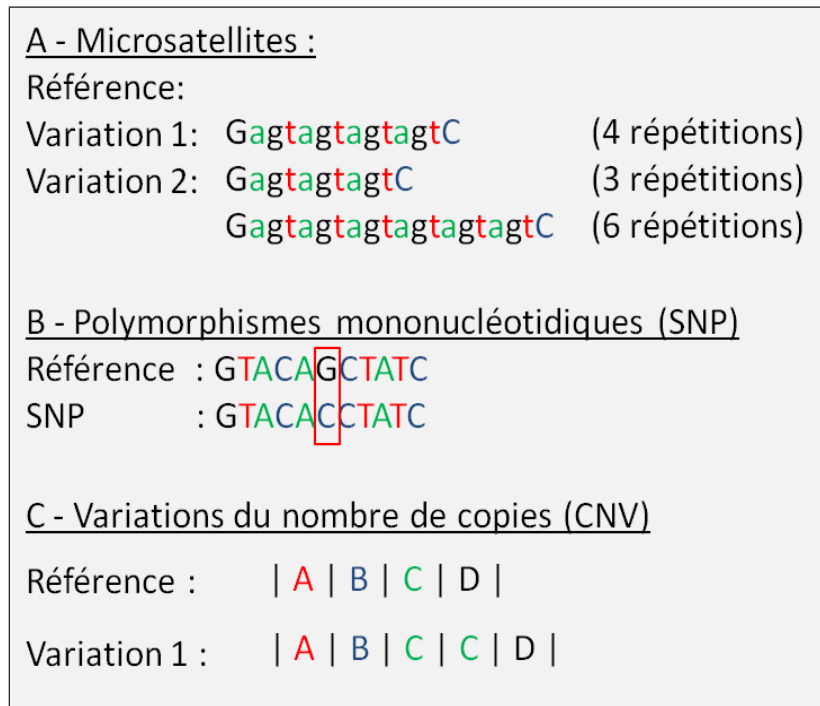 A - Microsatellites :
Référence:
Variation 1: GagtagtagtagtC (4 répétitions)
Variation 2: GagtagtagtC (3 répétitions)
GagtagtagtagtagtagtC (6 répétitions)
B - Polymorphismes mononucléotidiques (SNP)
Référence : GTACAGCTATC
SNP : GTACACCTATC
C - Variations du nombre de copies (CNV)
Référence : | A | B | C | D |
Variation 1 : | A | B | C | C | D |